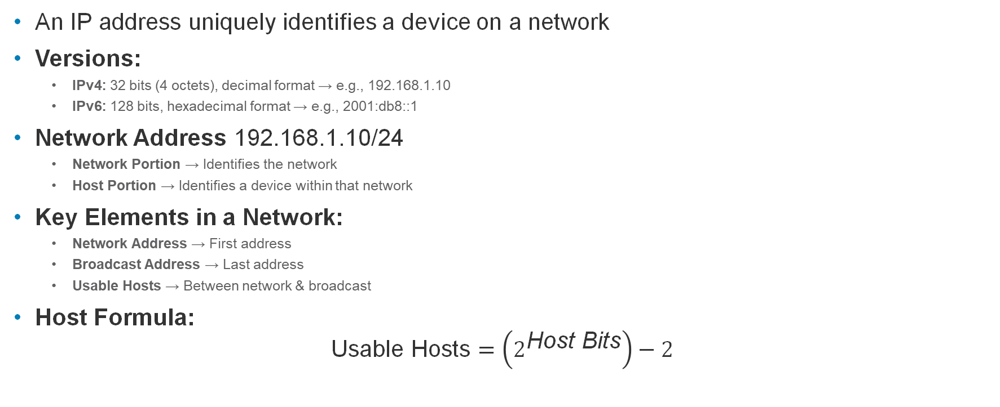 • An IP address uniquely identifies a device on a network
• Versions:
• IPv4: 32 bits (4 octets), decimal format → e.g., 192.168.1.10
• IPv6: 128 bits, hexadecimal format → e.g., 2001:db8::1
• Network Address 192.168.1.10/24
• Network Portion → Identifies the network
• Host Portion → Identifies a device within that network
• Key Elements in a Network:
• Network Address → First address
• Broadcast Address → Last address
• Usable Hosts → Between network & broadcast
• Host Formula:
Usable Hosts = (2^Host Bits) − 2